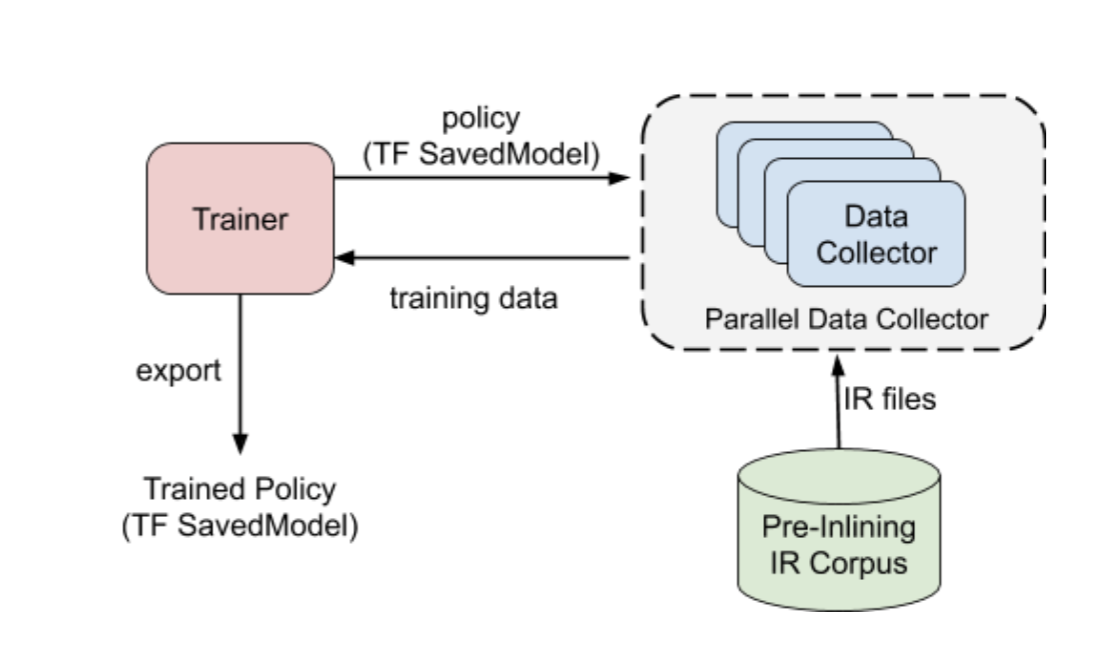 policy
(TF SavedModel)
Trainer
Data
Collector
training data
Parallel Data Collector
export
IR files
Trained Policy
(TF SavedModel)
Pre-Inlining
IR Corpus